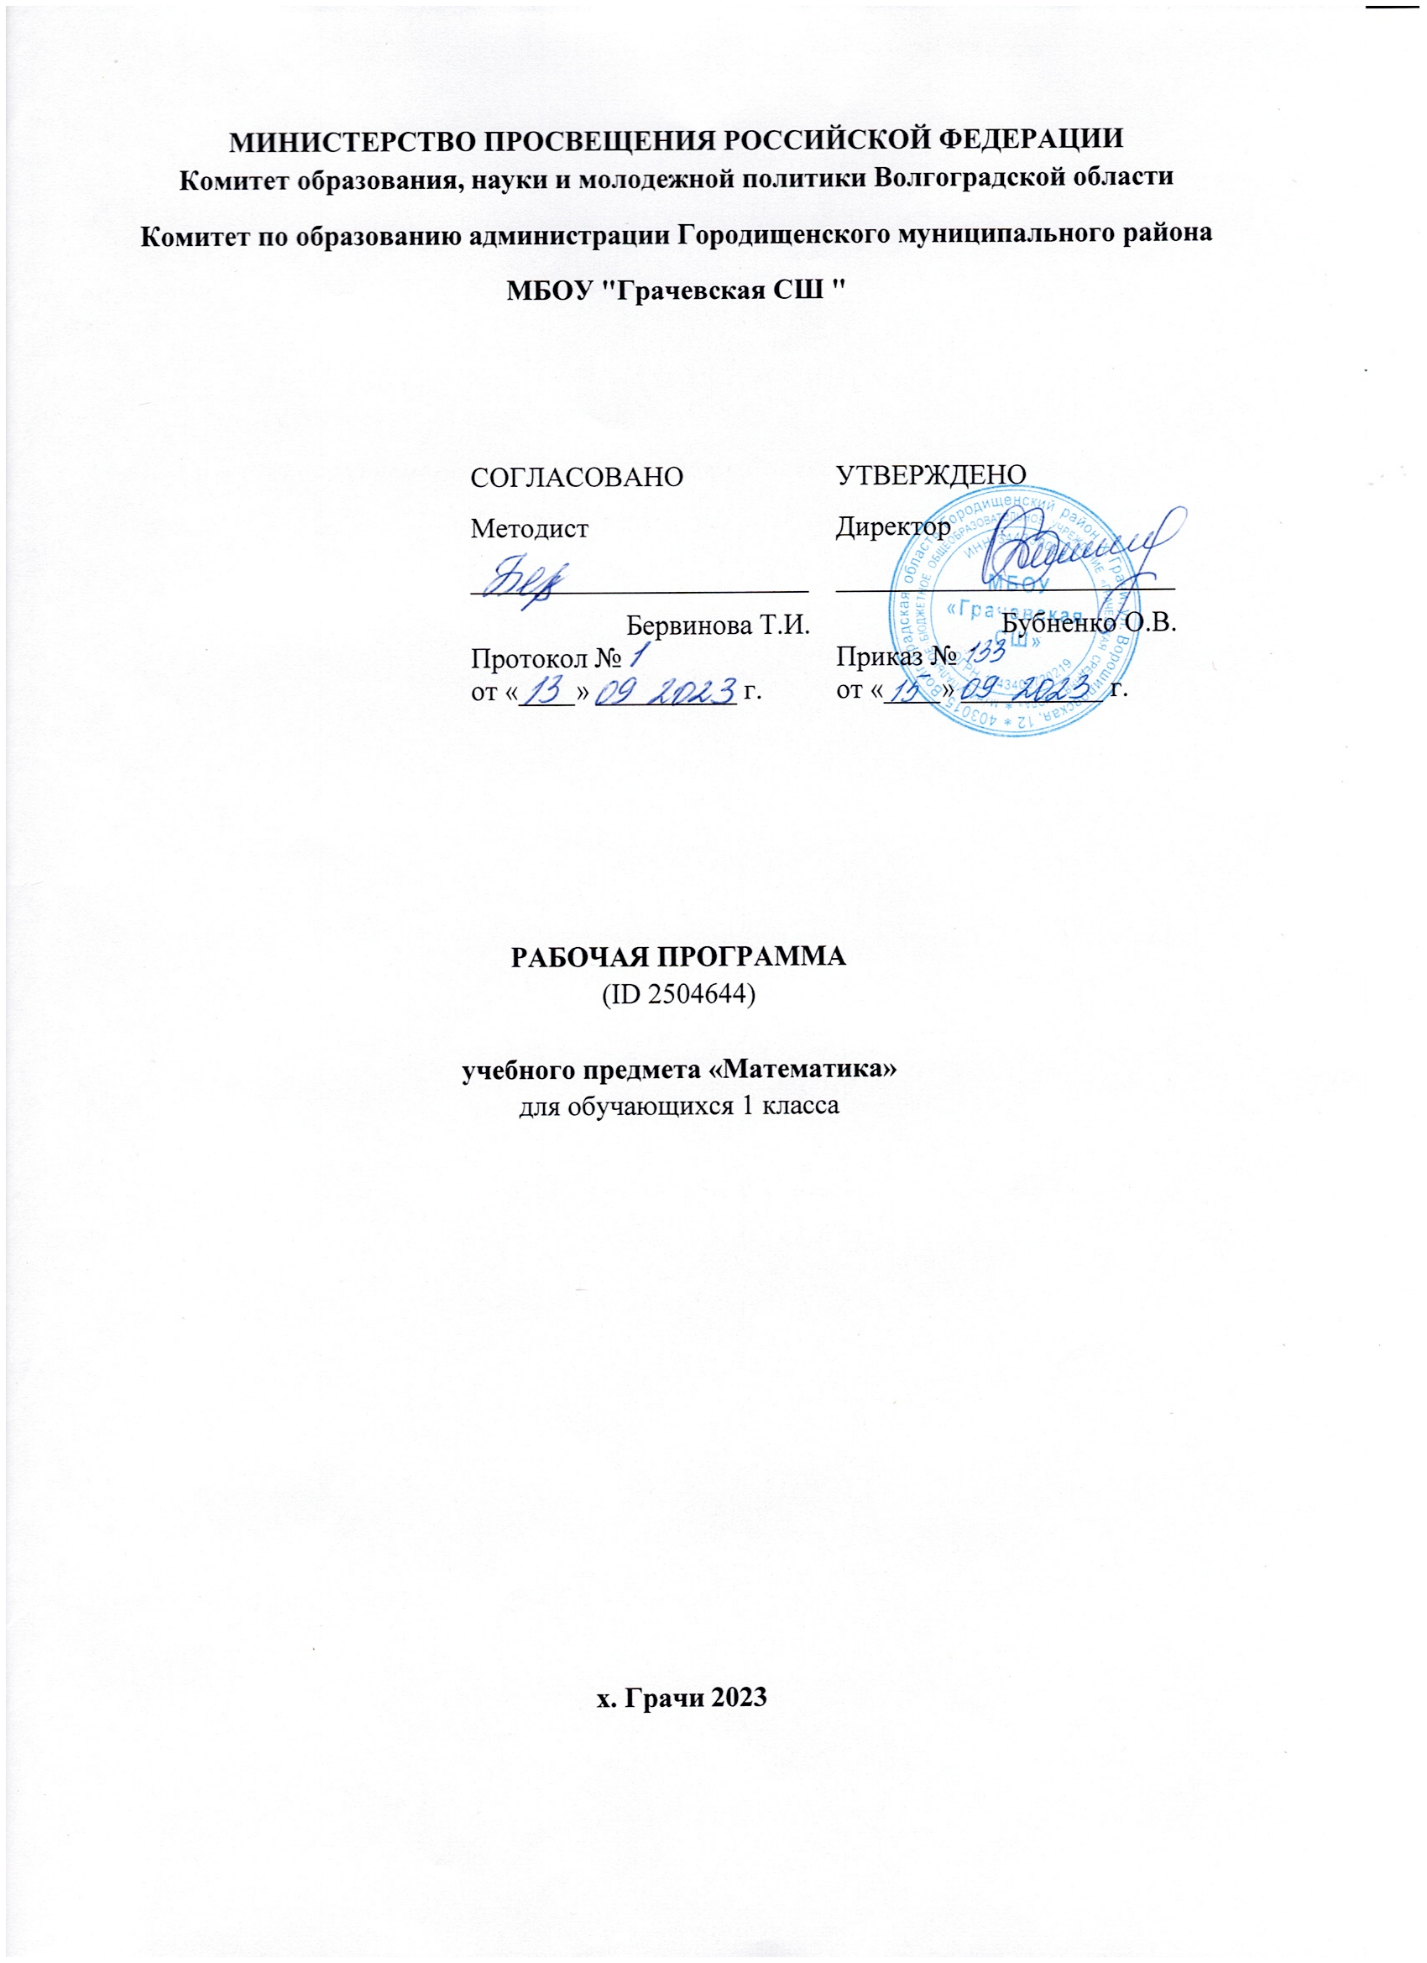 МИНИСТЕРСТВО ПРОСВЕЩЕНИЯ РОССИЙСКОЙ ФЕДЕРАЦИИ
Комитет образования, науки и молодежной политики Волгоградской области
Комитет по образованию администрации Городищенского муниципального района
МБОУ "Грачевская СШ "
СОГЛАСОВАНО
Методист
Бер
Бервинова Т.И.
Протокол № 1
от «13» 09 2023 г.
УТВЕРЖДЕНО
Директор
Бубненко О.В.
Приказ № 133
от «15» 09 2023 г.
МБОУ
«Грачевская
СШ»
РАБОЧАЯ ПРОГРАММА
(ID 2504644)
учебного предмета «Математика»
для обучающихся 1 класса
х. Грачи 2023